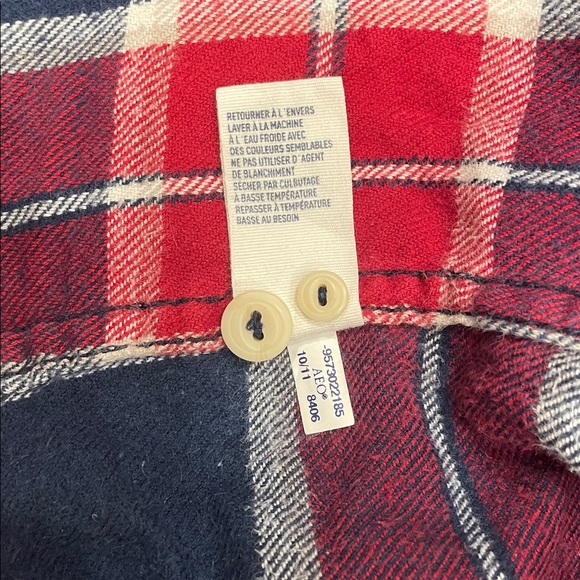 RETOURNER À L'ENVERS
LAVER À LA MACHINE
À L'EAU FROIDE AVEC
DES COULEURS SEMBLABLES
NE PAS UTILISER D'AGENT
DE BLANCHIMENT
SÉCHER PAR CULBUTAGE
À BASSE TEMPÉRATURE
REPASSER À TEMPÉRATURE
BASSE AU BESOIN
-9573022185
AEO®
10/11 8406